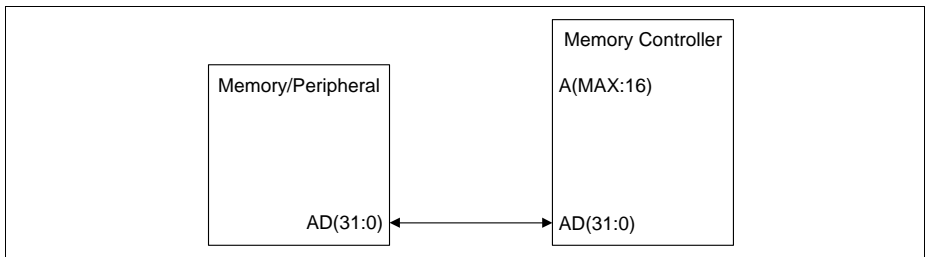 Memory Controller
Memory/Peripheral
A(MAX:16)
AD(31:0)
AD(31:0)